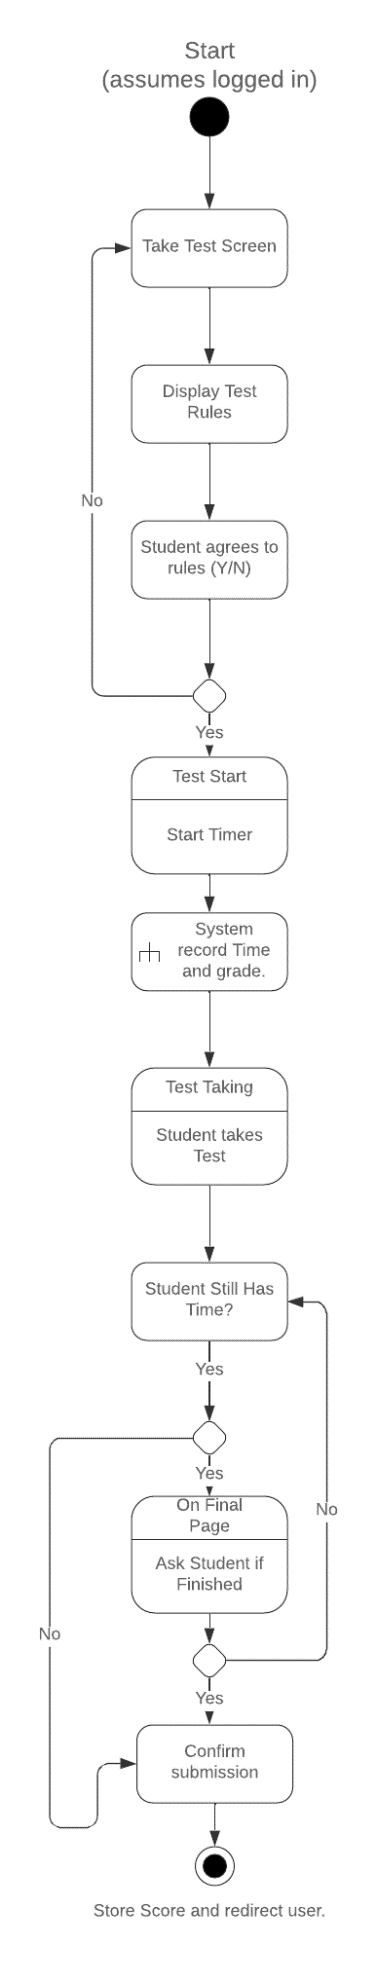 Start
(assumes logged in)
Take Test Screen
Display Test
Rules
No
Student agrees to
rules (Y/N)
Yes
Test Start
Start Timer
System
record Time
and grade.
Test Taking
Student takes
Test
Student Still Has
Time?
Yes
Yes
On Final
Page
No
Ask Student if
Finished
No
Yes
Confirm
submission
Store Score and redirect user.